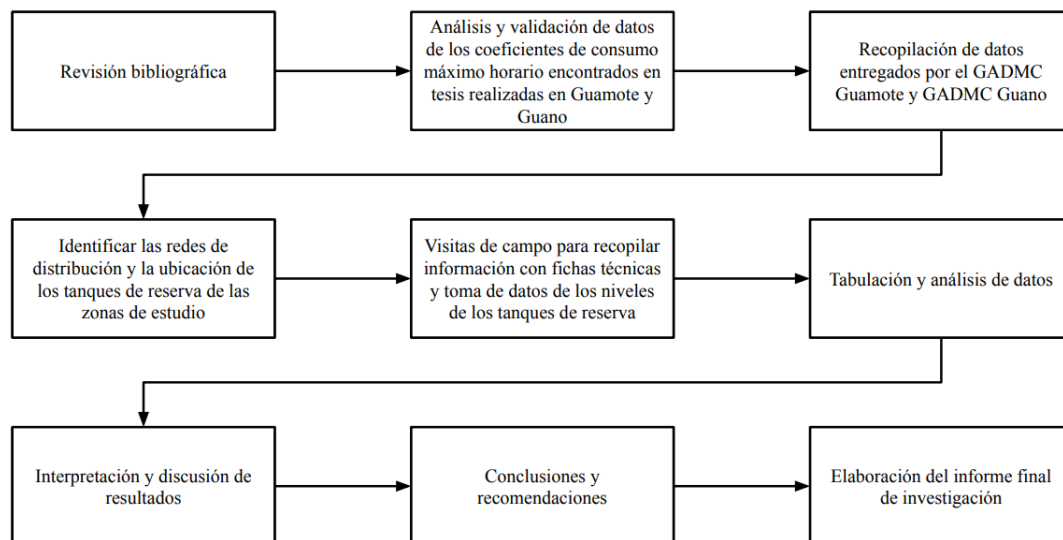 Revisión bibliográfica
Análisis y validación de datos
de los coeficientes de consumo
máximo horario encontrados en
tesis realizadas en Guamote y
Guano
Recopilación de datos
entregados por el GADMC
Guamote y GADMC Guano
Identificar las redes de
distribución y la ubicación de
los tanques de reserva de las
zonas de estudio
Visitas de campo para recopilar
información con fichas técnicas
y toma de datos de los niveles
de los tanques de reserva
Tabulación y análisis de datos
Interpretación y discusión de
resultados
Conclusiones y
recomendaciones
Elaboración del informe final
de investigación